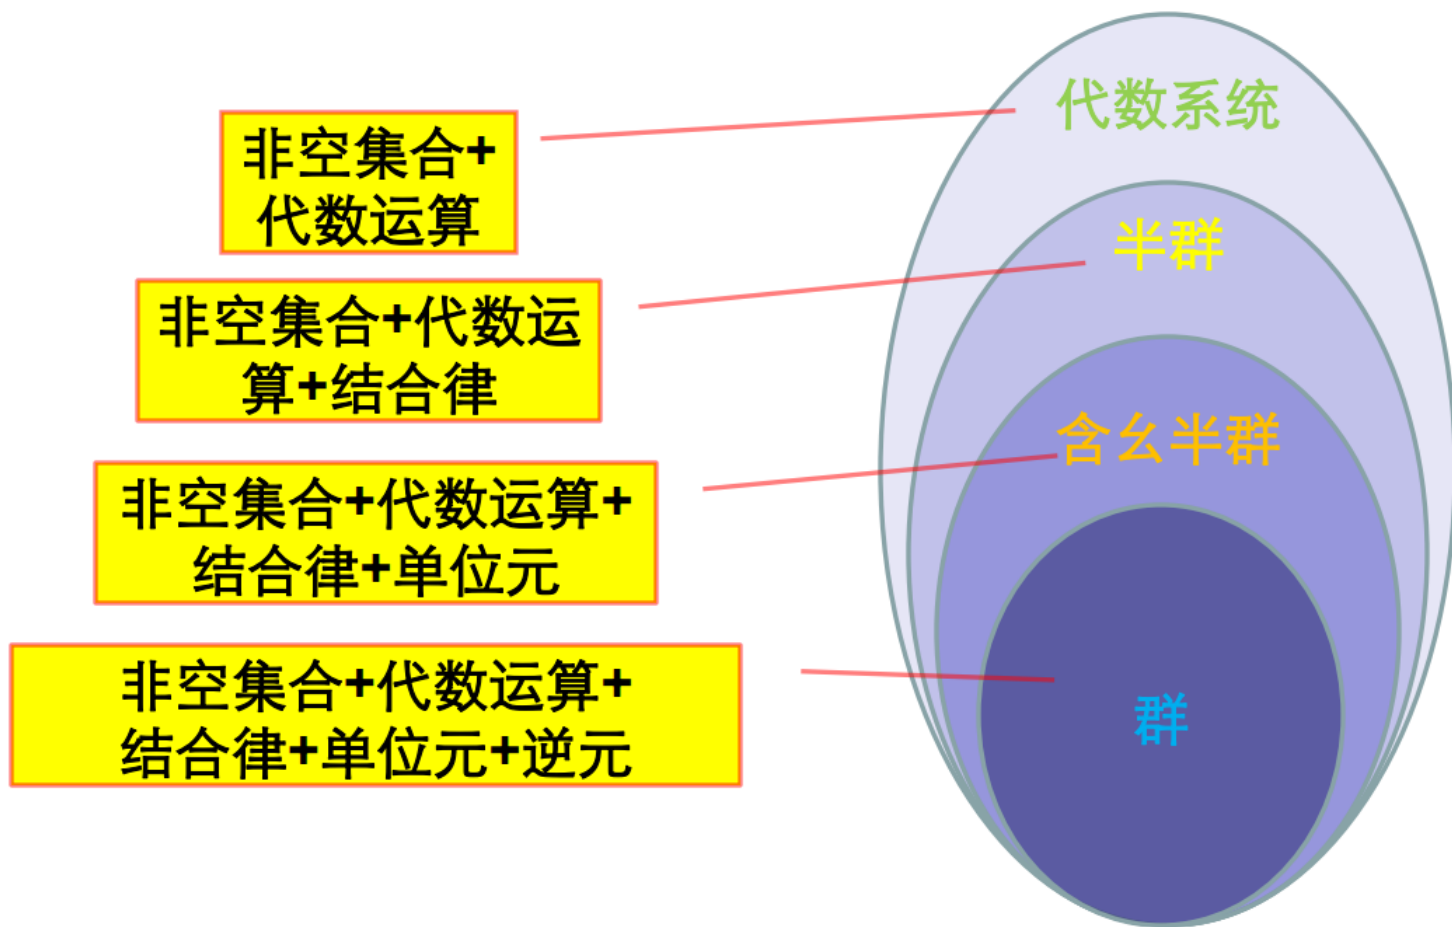 代数系统
非空集合+
代数运算
半群
非空集合+代数运
算+结合律
含幺半群
非空集合+代数运算+
结合律+单位元
非空集合+代数运算+
结合律+单位元+逆元
群